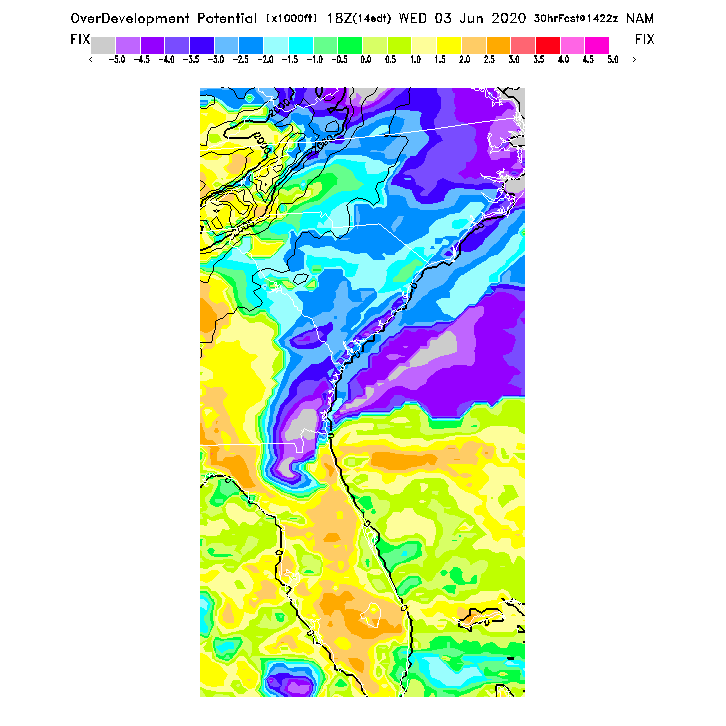 OverDevelopment Potential [x1000ft] 18Z(14edt) WED 03 Jun 2020 30hrFcst@1422z NAM
FIX FIX
< -5.0 -4.5 -4.0 -3.5 -3.0 -2.5 -2.0 -1.5 -1.0 -0.5 0.0 0.5 1.0 1.5 2.0 2.5 3.0 3.5 4.0 4.5 5.0 >
2000